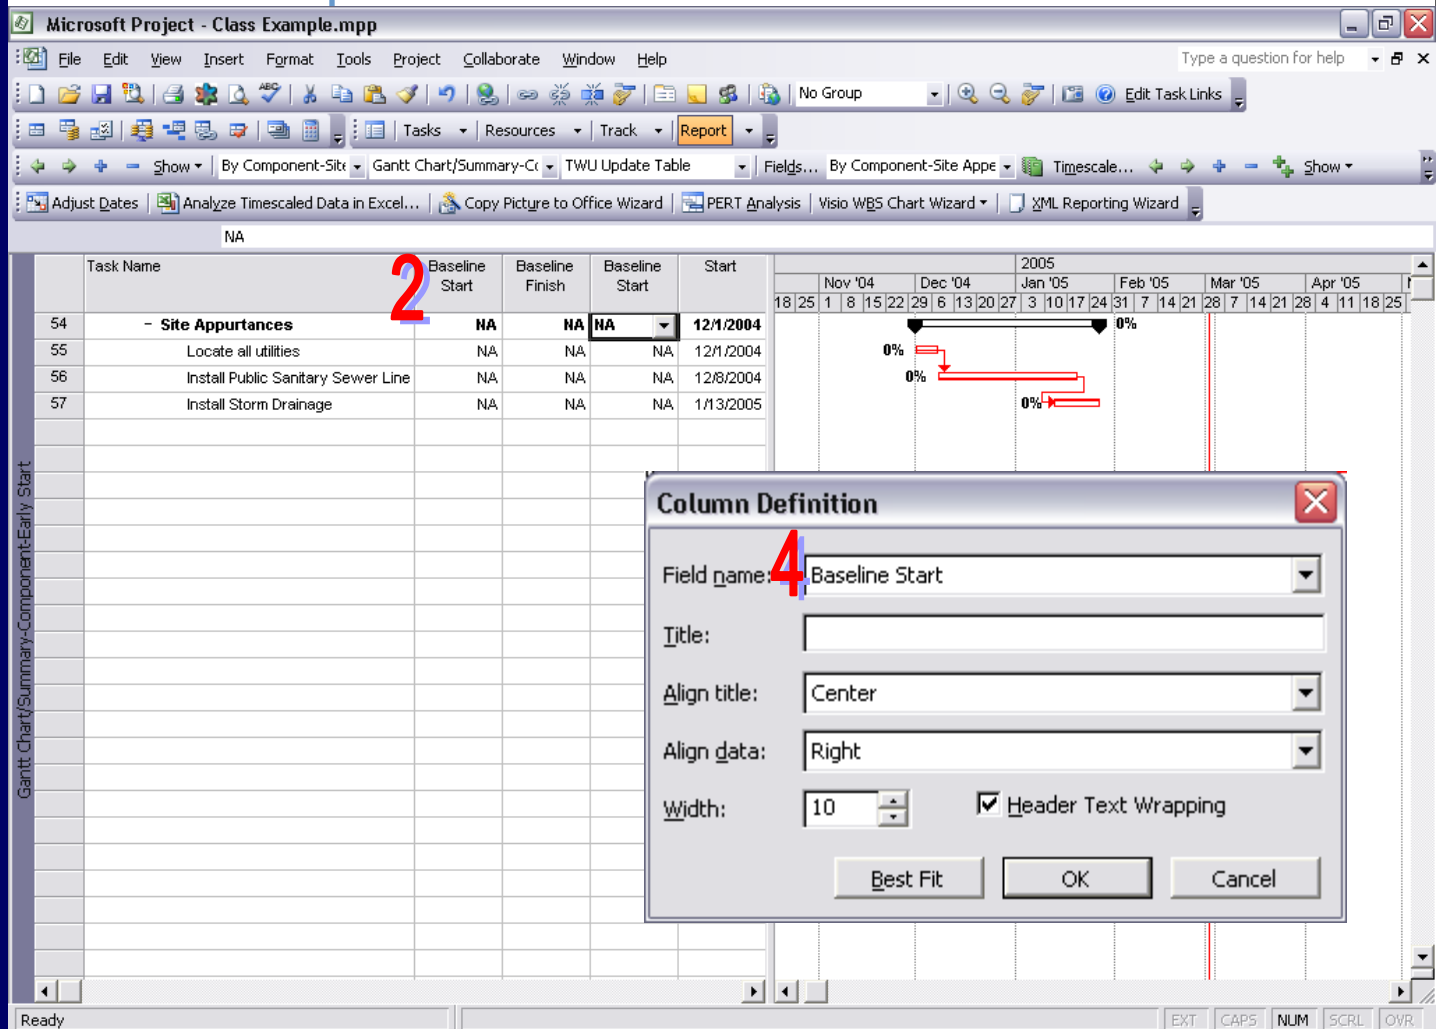 Microsoft Project - Class Example.mpp
File Edit View Insert Format Tools Project Collaborate Window Help Type a question for help
ABC No Group Edit Task Links
Tasks Resources Track Report
Show By Component-Site Gantt Chart/Summary-Co TWU Update Table Fields... By Component-Site Appe Timescale... Show
Adjust Dates Analyze Timescaled Data in Excel... Copy Picture to Office Wizard PERT Analysis Visio WBS Chart Wizard XML Reporting Wizard
NA
Task Name 2 Baseline Start Baseline Finish Baseline Start Start
2005
Nov '04 Dec '04 Jan '05 Feb '05 Mar '05 Apr '05
18 25 1 8 15 22 29 6 13 20 27 3 10 17 24 31 7 14 21 28 7 14 21 28 4 11 18 25
54 - Site Appurtances NA NA NA 12/1/2004 0%
55 Locate all utilities NA NA NA 12/1/2004 0%
56 Install Public Sanitary Sewer Line NA NA NA 12/8/2004 0%
57 Install Storm Drainage NA NA NA 1/13/2005 0%
Gantt Chart/Summary-Component-Early Start
Column Definition
4
Field name: Baseline Start
Title:
Align title: Center
Align data: Right
Width: 10 Header Text Wrapping
Best Fit OK Cancel
Ready EXT CAPS NUM SCRL OVR